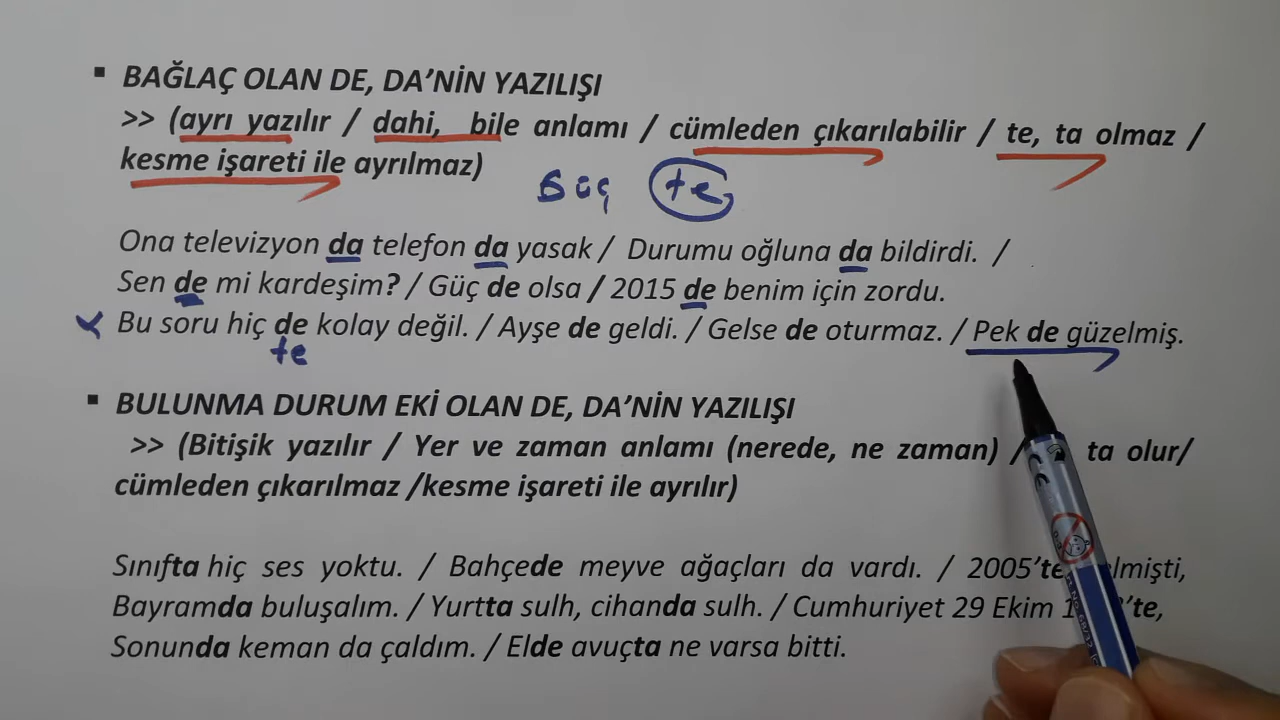 ▪ BAĞLAÇ OLAN DE, DA’NİN YAZILIŞI
>> (ayrı yazılır / dahi, bile anlamı / cümleden çıkarılabilir / te, ta olmaz /
kesme işareti ile ayrılmaz)
güç te
Ona televizyon da telefon da yasak / Durumu oğluna da bildirdi. /
Sen de mi kardeşim? / Güç de olsa / 2015 de benim için zordu.
Bu soru hiç de kolay değil. / Ayşe de geldi. / Gelse de oturmaz. / Pek de güzelmiş.
te
▪ BULUNMA DURUM EKİ OLAN DE, DA’NİN YAZILIŞI
>> (Bitişik yazılır / Yer ve zaman anlamı (nerede, ne zaman) / ta olur/
cümleden çıkarılmaz /kesme işareti ile ayrılır)
Sınıfta hiç ses yoktu. / Bahçede meyve ağaçları da vardı. / 2005’te
Bayramda buluşalım. / Yurtta sulh, cihanda sulh. / Cumhuriyet 29 Ekim
Sonunda keman da çaldım. / Elde avuçta ne varsa bitti.